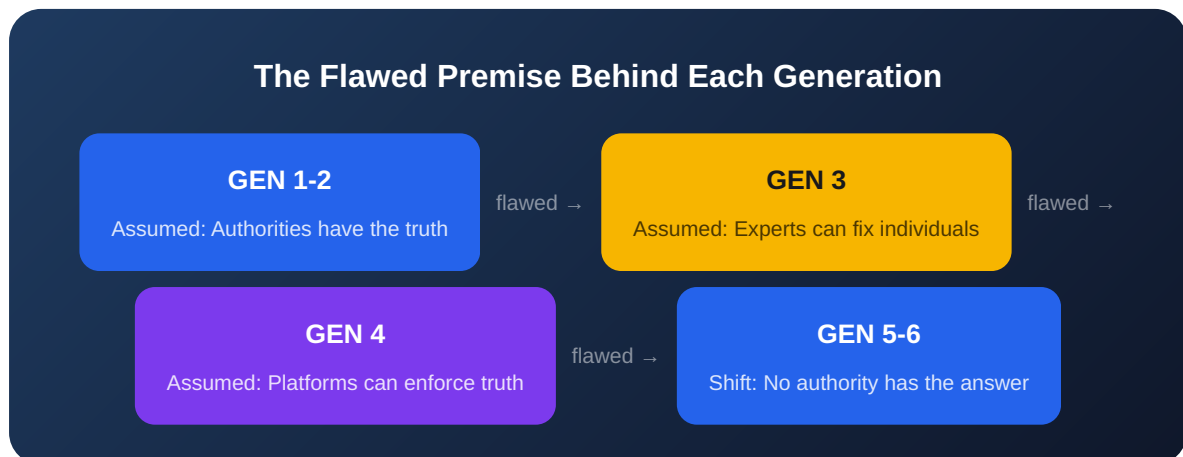 The Flawed Premise Behind Each Generation
GEN 1-2
Assumed: Authorities have the truth
flawed →
GEN 3
Assumed: Experts can fix individuals
flawed →
GEN 4
Assumed: Platforms can enforce truth
flawed →
GEN 5-6
Shift: No authority has the answer